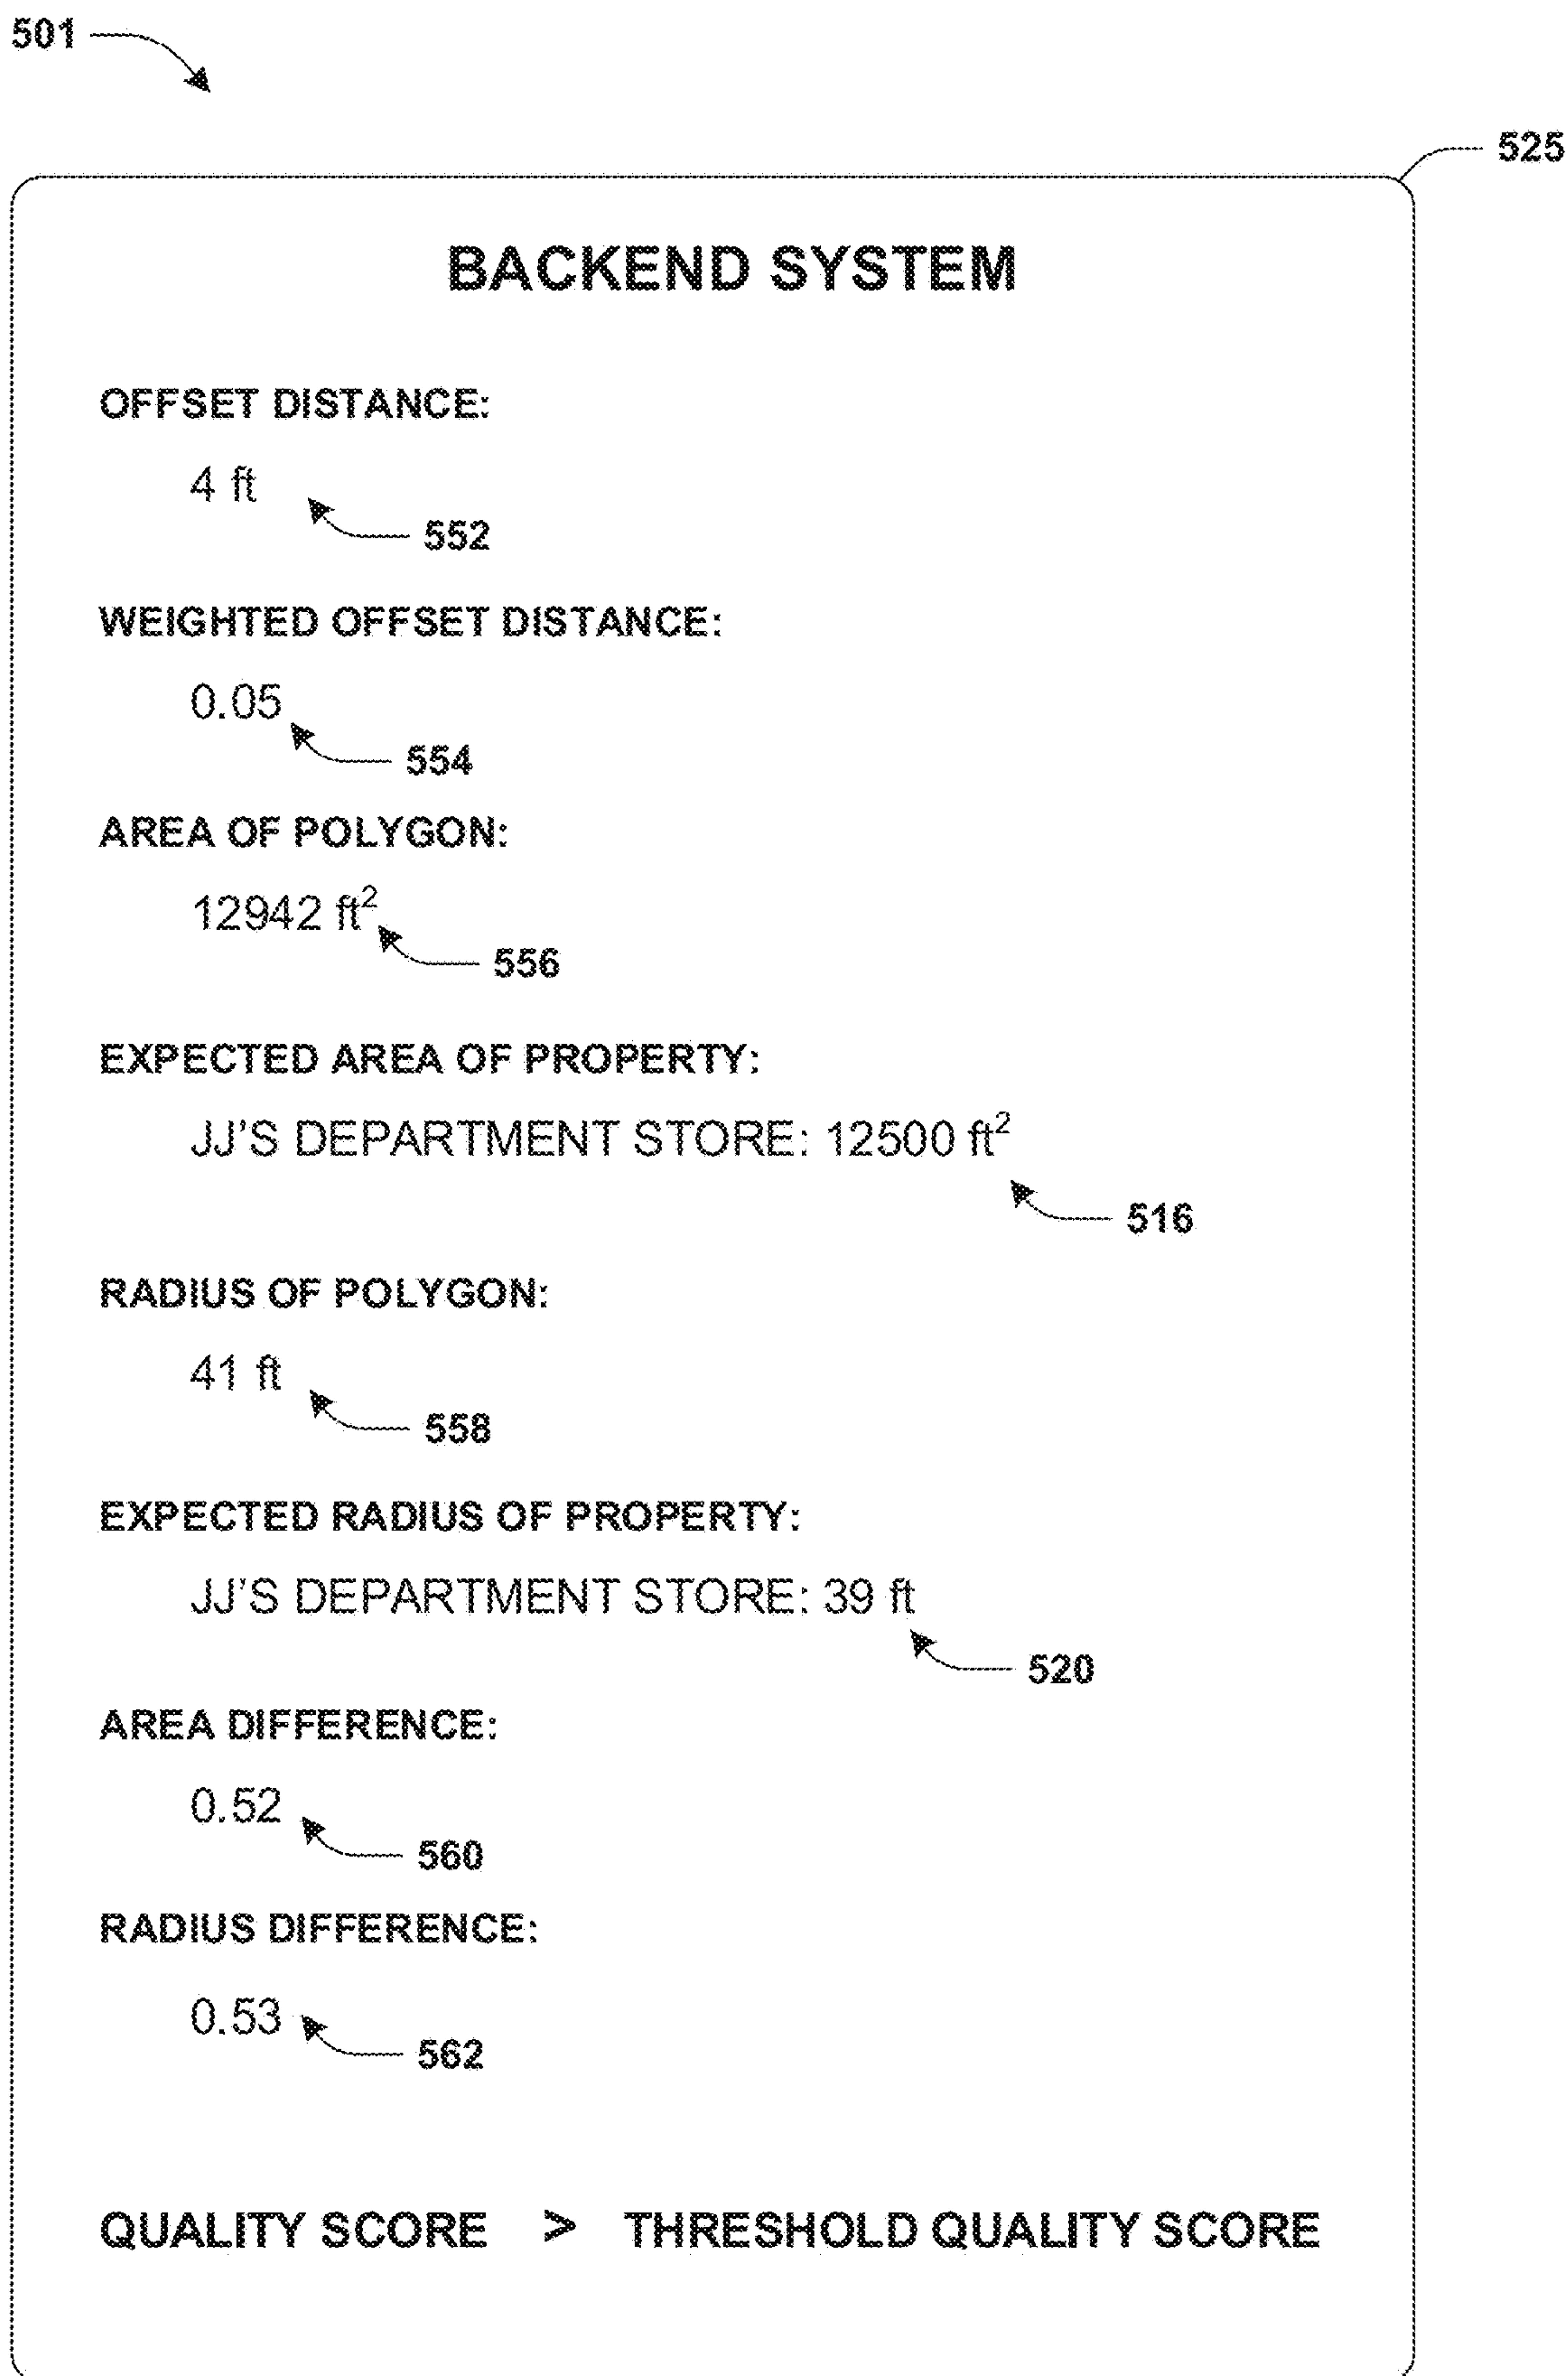 501
525
BACKEND SYSTEM
OFFSET DISTANCE:
4 ft
552
WEIGHTED OFFSET DISTANCE:
0.05
554
AREA OF POLYGON:
12942 ft²
556
EXPECTED AREA OF PROPERTY:
JJ'S DEPARTMENT STORE: 12500 ft²
516
RADIUS OF POLYGON:
41 ft
558
EXPECTED RADIUS OF PROPERTY:
JJ'S DEPARTMENT STORE: 39 ft
520
AREA DIFFERENCE:
0.52
560
RADIUS DIFFERENCE:
0.53
562
QUALITY SCORE > THRESHOLD QUALITY SCORE